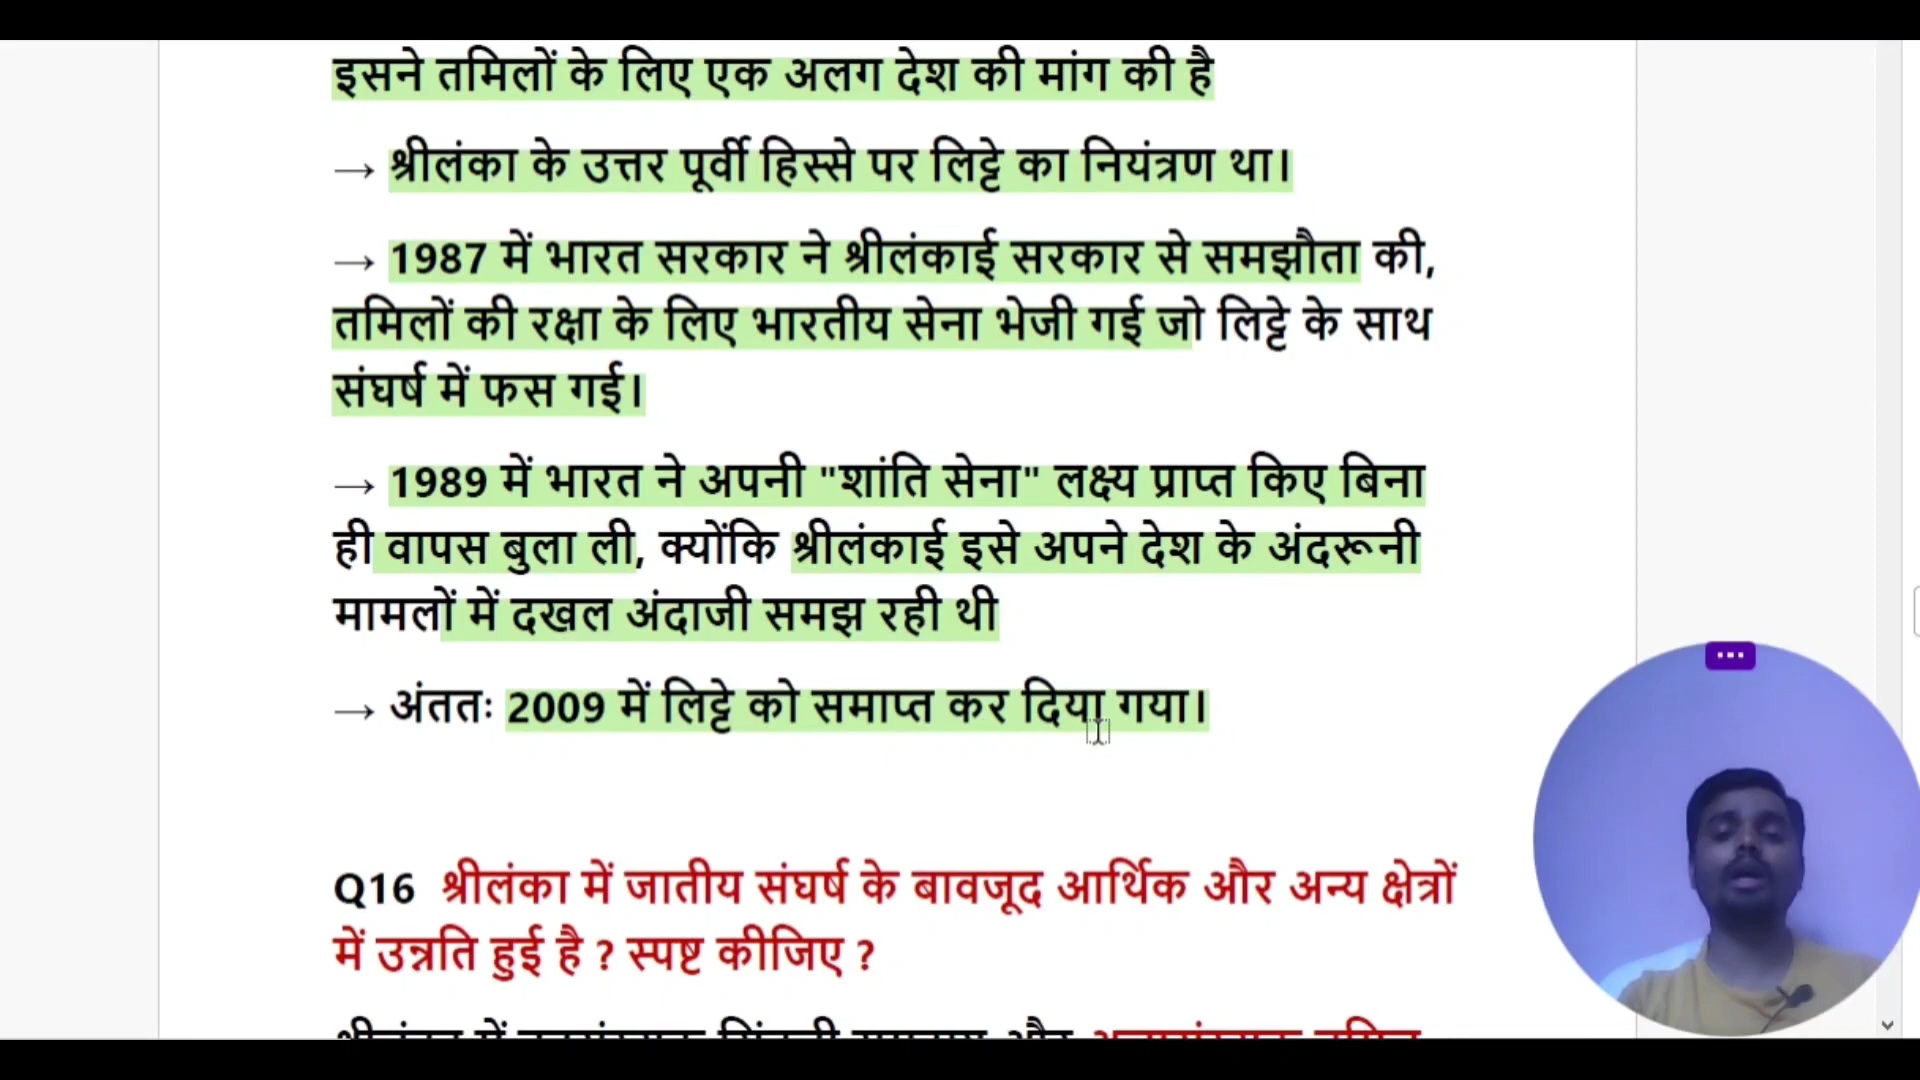 इसने तमिलों के लिए एक अलग देश की मांग की है
→ श्रीलंका के उत्तर पूर्वी हिस्से पर लिट्टे का नियंत्रण था।
→ 1987 में भारत सरकार ने श्रीलंकाई सरकार से समझौता की,
तमिलों की रक्षा के लिए भारतीय सेना भेजी गई जो लिट्टे के साथ
संघर्ष में फस गई।
→ 1989 में भारत ने अपनी "शांति सेना" लक्ष्य प्राप्त किए बिना
ही वापस बुला ली, क्योंकि श्रीलंकाई इसे अपने देश के अंदरूनी
मामलों में दखल अंदाजी समझ रही थी
→ अंततः 2009 में लिट्टे को समाप्त कर दिया गया।
Q16 श्रीलंका में जातीय संघर्ष के बावजूद आर्थिक और अन्य क्षेत्रों
में उन्नति हुई है ? स्पष्ट कीजिए ?